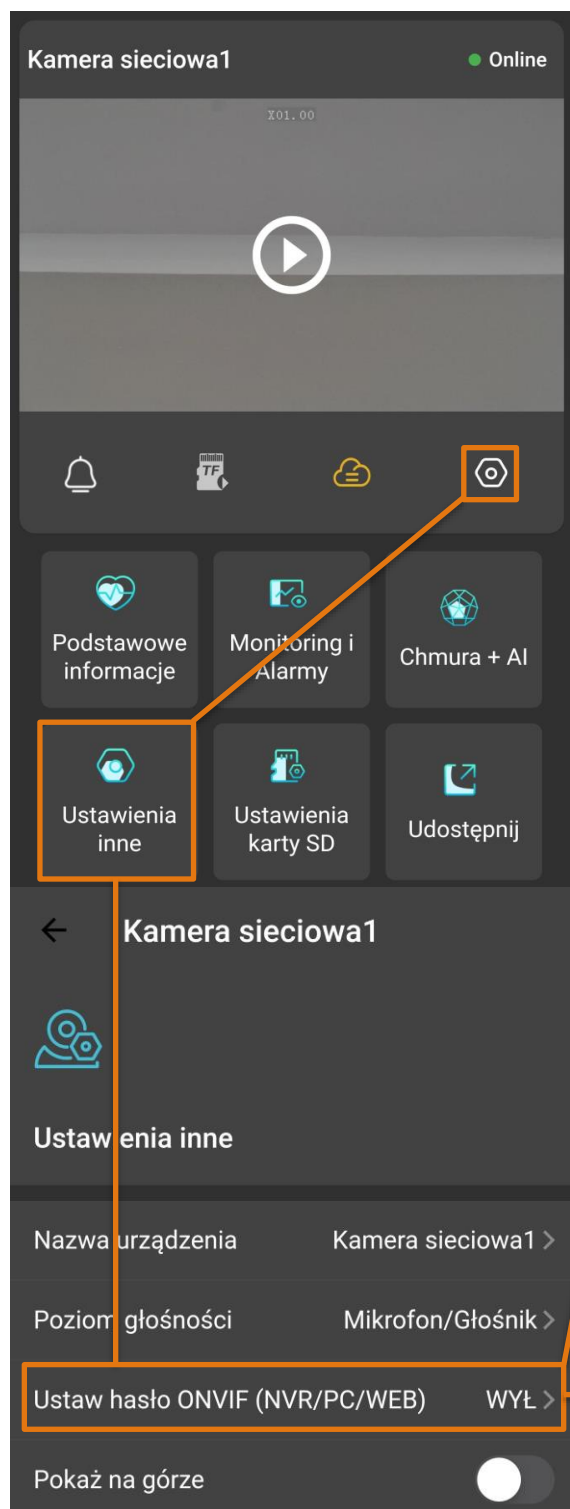 Kamera sieciowa1
Online
X01.00
TF
Podstawowe
informacje
Monitoring i
Alarmy
Chmura + AI
Ustawienia
inne
Ustawienia
karty SD
Udostępnij
Kamera sieciowa1
Ustawienia inne
Nazwa urządzenia Kamera sieciowa1
Poziom głośności Mikrofon/Głośnik
Ustaw hasło ONVIF (NVR/PC/WEB) WYŁ
Pokaż na górze